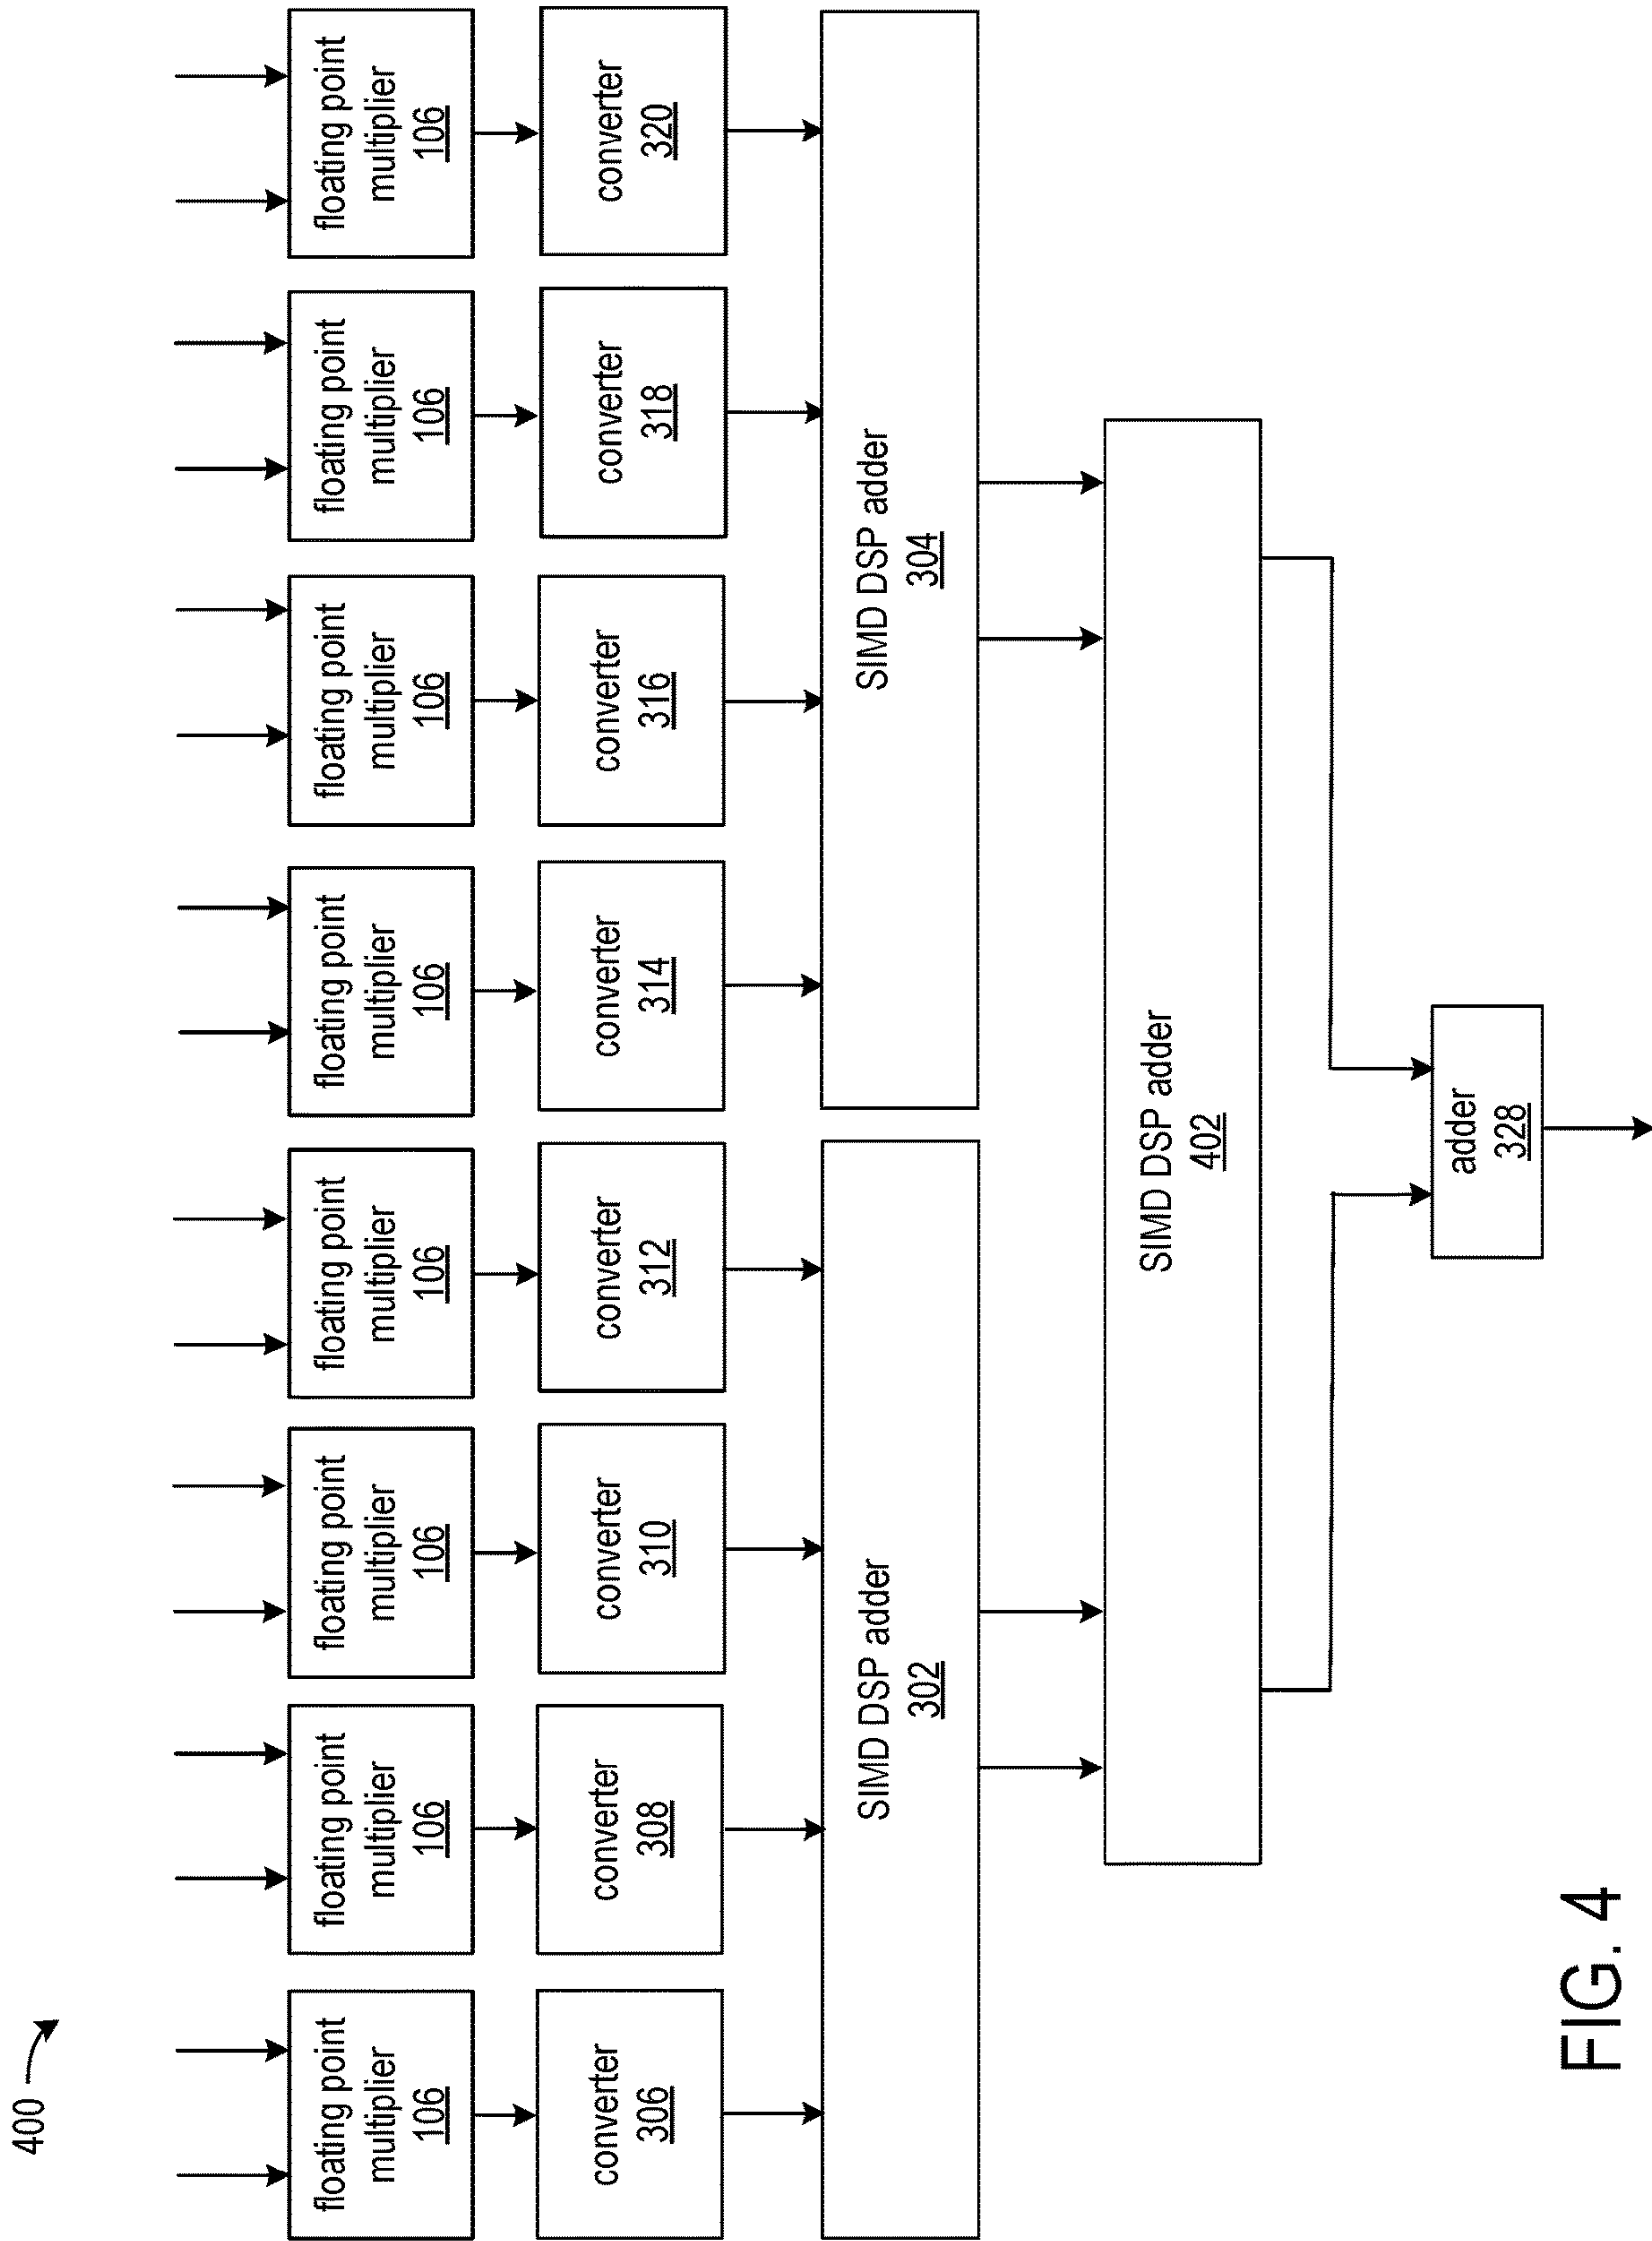 400
floating point
multiplier
106
floating point
multiplier
106
floating point
multiplier
106
floating point
multiplier
106
floating point
multiplier
106
floating point
multiplier
106
floating point
multiplier
106
floating point
multiplier
106
converter
306
converter
308
converter
310
converter
312
converter
314
converter
316
converter
318
converter
320
SIMD DSP adder
302
SIMD DSP adder
304
SIMD DSP adder
402
adder
328
FIG. 4